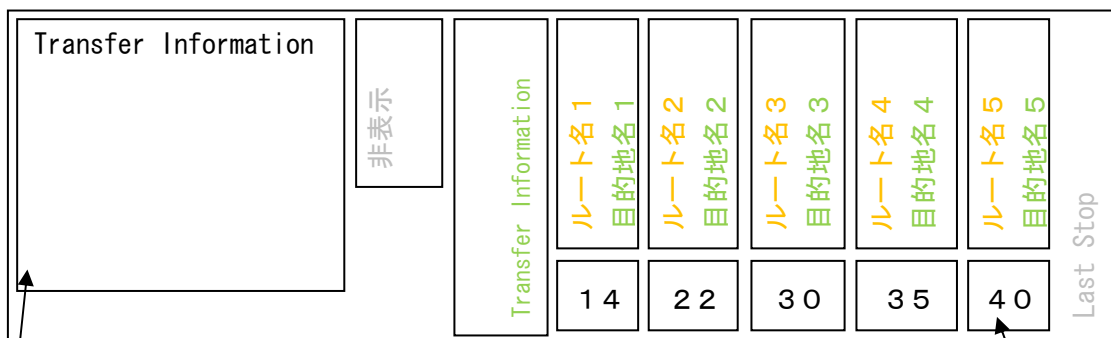 Transfer Information
非表示
Transfer Information
ルート名１
目的地名１
ルート名２
目的地名２
ルート名３
目的地名３
ルート名４
目的地名４
ルート名５
目的地名５
Last Stop
１４
２２
３０
３５
４０